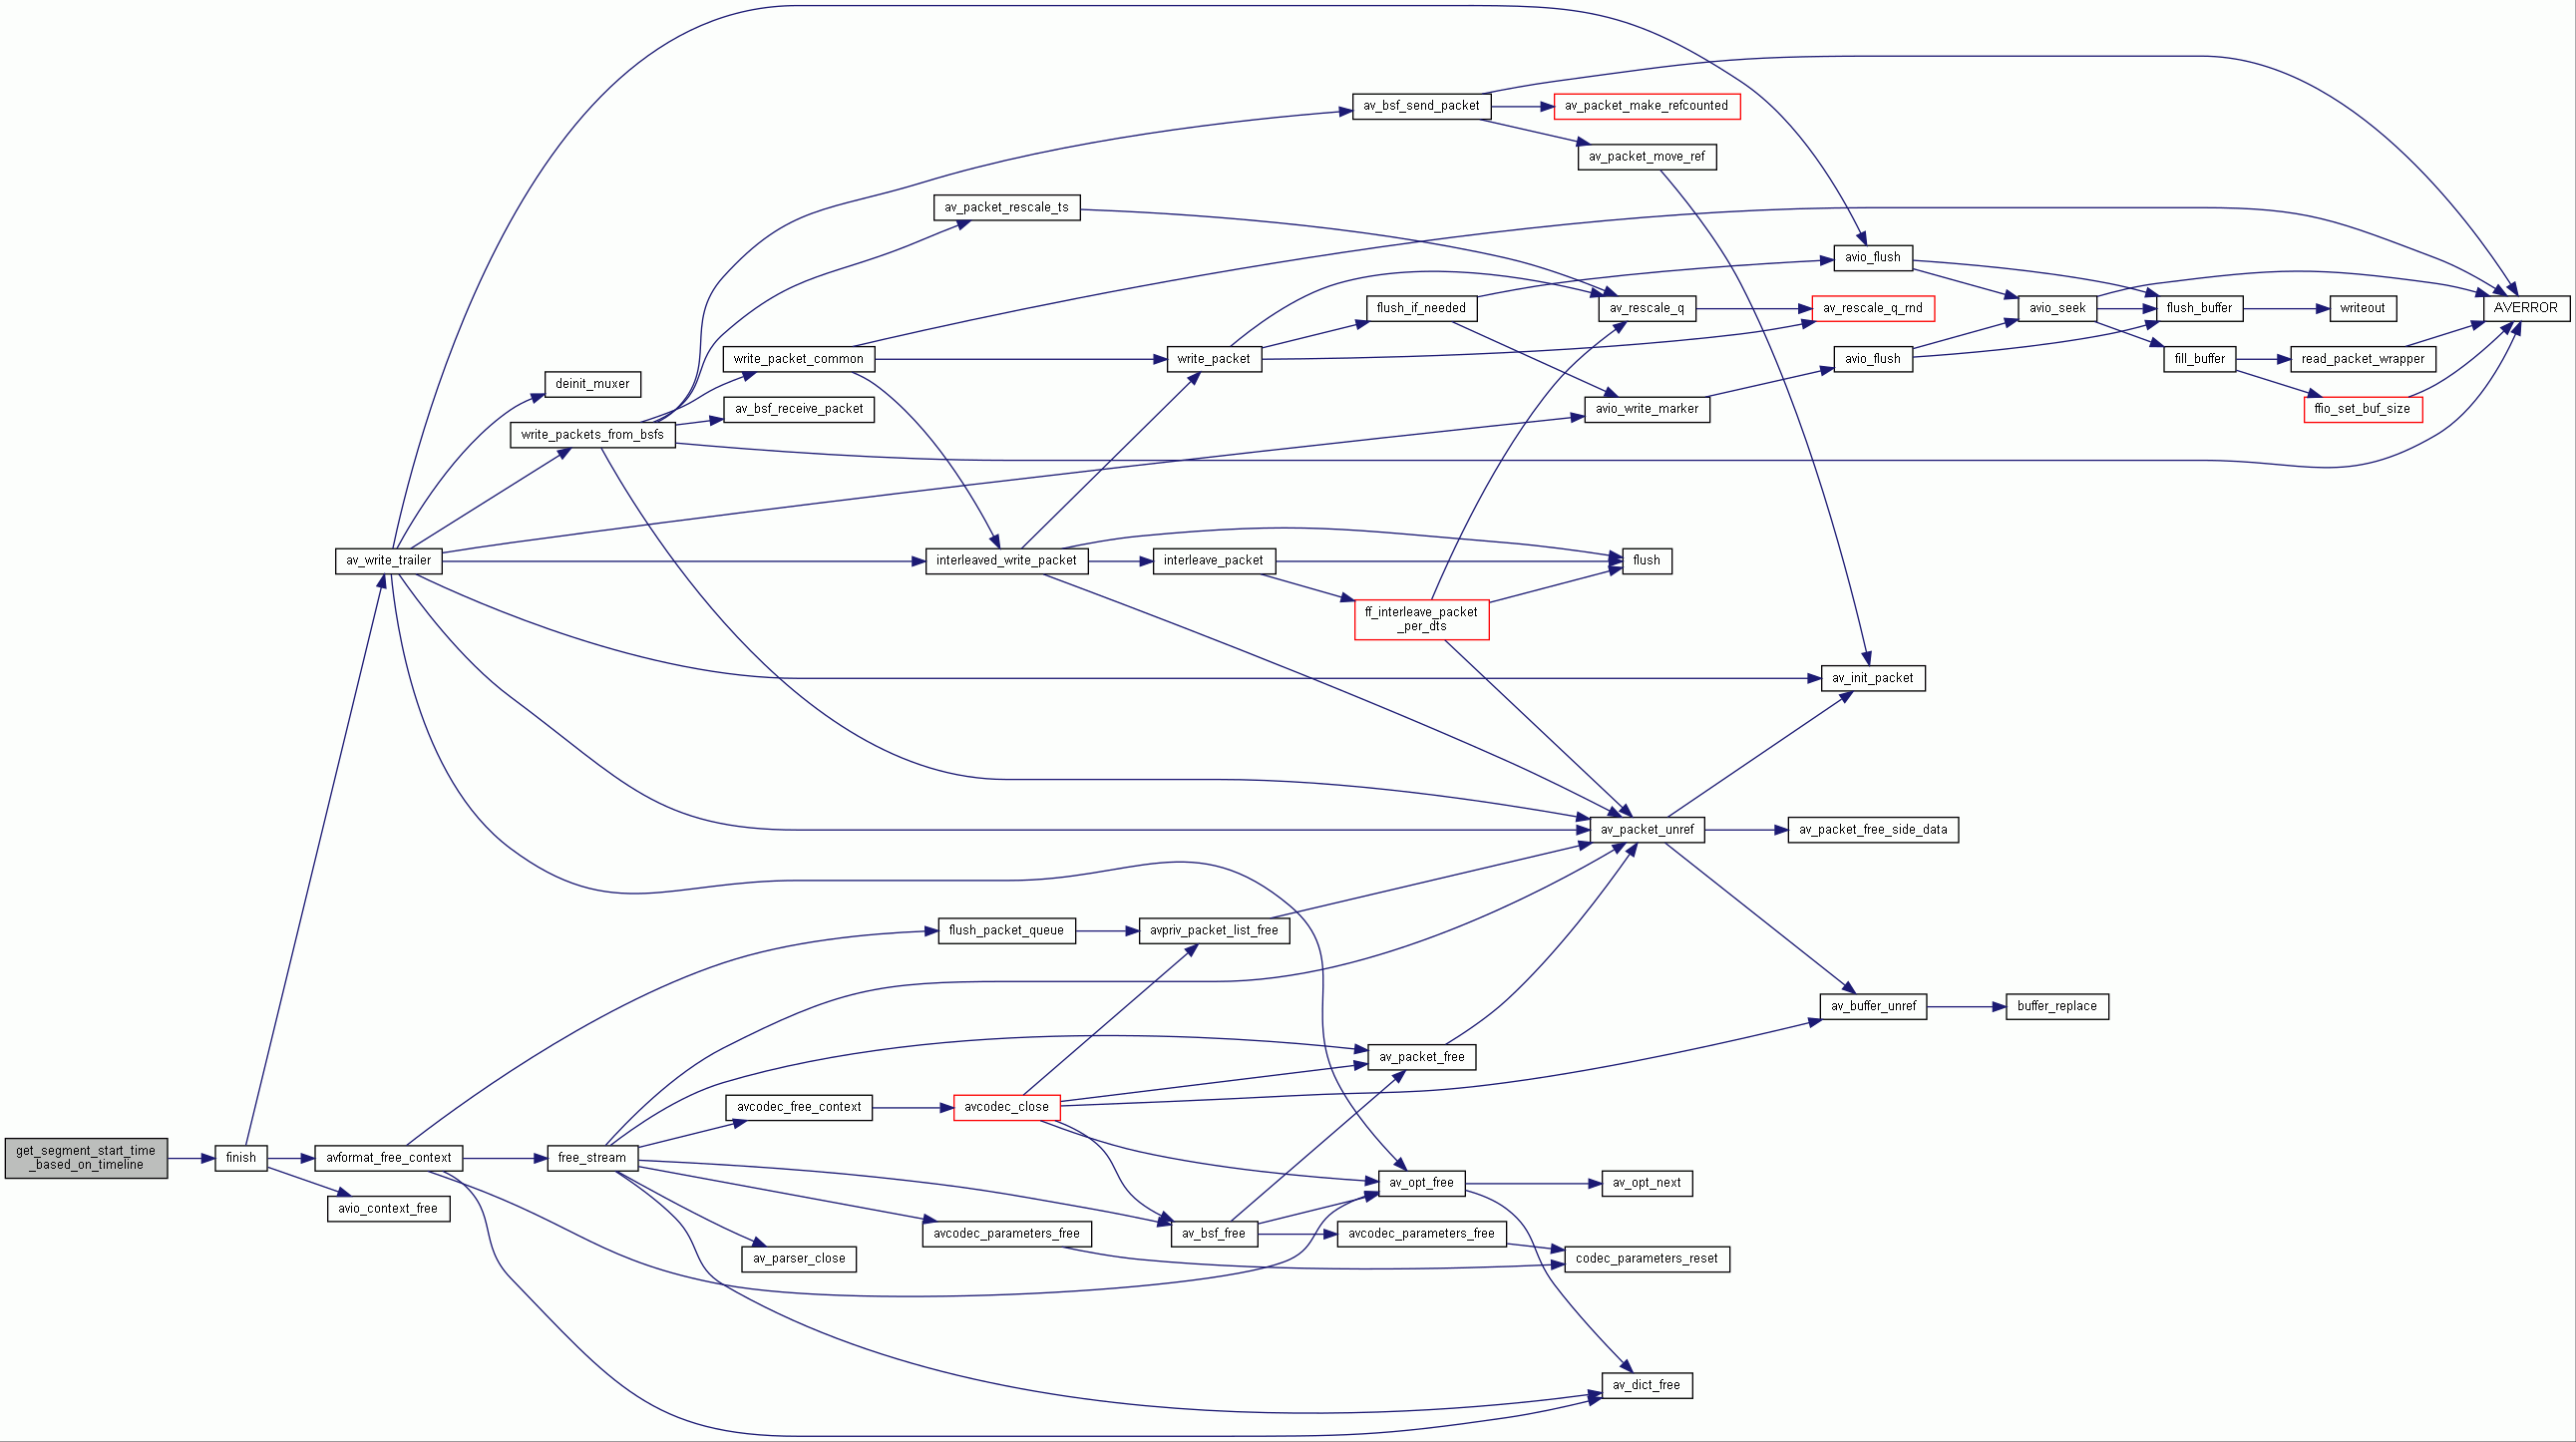 av_bsf_send_packet
av_packet_make_refcounted
av_packet_move_ref
av_packet_rescale_ts
avio_flush
flush_if_needed
av_rescale_q
av_rescale_q_rnd
avio_seek
flush_buffer
writeout
AVERROR
write_packet_common
write_packet
avio_flush
fill_buffer
read_packet_wrapper
deinit_muxer
av_bsf_receive_packet
avio_write_marker
ffio_set_buf_size
write_packets_from_bsfs
av_write_trailer
interleaved_write_packet
interleave_packet
flush
ff_interleave_packet
_per_dts
av_init_packet
av_packet_unref
av_packet_free_side_data
flush_packet_queue
avpriv_packet_list_free
av_buffer_unref
buffer_replace
av_packet_free
avcodec_free_context
avcodec_close
get_segment_start_time
_based_on_timeline
finish
avformat_free_context
free_stream
av_opt_free
av_opt_next
avio_context_free
avcodec_parameters_free
av_bsf_free
avcodec_parameters_free
av_parser_close
codec_parameters_reset
av_dict_free